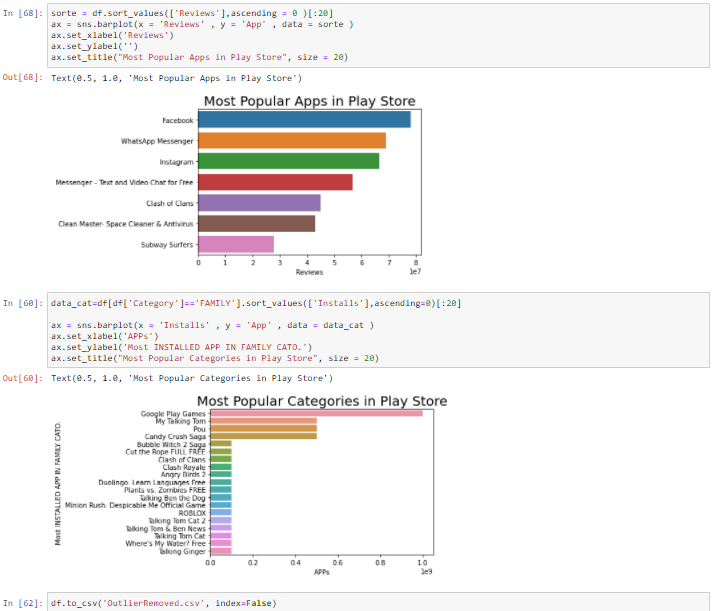 In [68]: sorte = df.sort_values(['Reviews'],ascending = 0 )[:20]
ax = sns.barplot(x = 'Reviews' , y = 'App' , data = sorte )
ax.set_xlabel('Reviews')
ax.set_ylabel('')
ax.set_title("Most Popular Apps in Play Store", size = 20)
Out[68]: Text(0.5, 1.0, 'Most Popular Apps in Play Store')
Most Popular Apps in Play Store
Facebook
WhatsApp Messenger
Instagram
Messenger – Text and Video Chat for Free
Clash of Clans
Clean Master- Space Cleaner & Antivirus
Subway Surfers
0 1 2 3 4 5 6 7 8
Reviews
1e7
In [60]: data_cat=df[df['Category']=='FAMILY'].sort_values(['Installs'],ascending=0)[:20]
ax = sns.barplot(x = 'Installs' , y = 'App' , data = data_cat )
ax.set_xlabel('APPs')
ax.set_ylabel('Most INSTALLED APP IN FAMILY CATO.')
ax.set_title("Most Popular Categories in Play Store", size = 20)
Out[60]: Text(0.5, 1.0, 'Most Popular Categories in Play Store')
Most Popular Categories in Play Store
Most INSTALLED APP IN FAMILY CATO.
Google Play Games
My Talking Tom
Pou
Candy Crush Saga
Bubble Witch 2 Saga
Cut the Rope FULL FREE
Clash of Clans
Clash Royale
Angry Birds 2
Duolingo: Learn Languages Free
Plants vs. Zombies FREE
Talking Ben the Dog
Minion Rush: Despicable Me Official Game
ROBLOX
Talking Tom Cat 2
Talking Tom & Ben News
Talking Tom Cat
Where's My Water? Free
Talking Ginger
0.0 0.2 0.4 0.6 0.8 1.0
APPs
1e9
In [62]: df.to_csv('OutlierRemoved.csv', index=False)